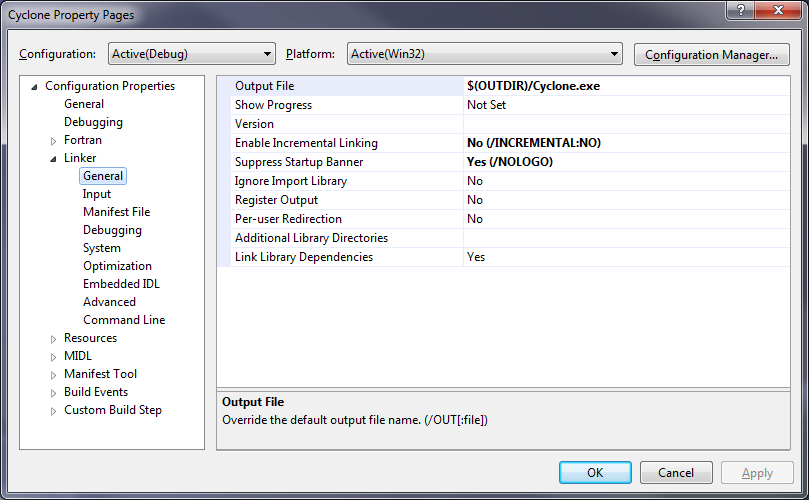 Cyclone Property Pages
Configuration: Active(Debug) Platform: Active(Win32) Configuration Manager...
Configuration Properties
General
Debugging
Fortran
Linker
General
Input
Manifest File
Debugging
System
Optimization
Embedded IDL
Advanced
Command Line
Resources
MIDL
Manifest Tool
Build Events
Custom Build Step
Output File $(OUTDIR)/Cyclone.exe
Show Progress Not Set
Version
Enable Incremental Linking No (/INCREMENTAL:NO)
Suppress Startup Banner Yes (/NOLOGO)
Ignore Import Library No
Register Output No
Per-user Redirection No
Additional Library Directories
Link Library Dependencies Yes
Output File
Override the default output file name. (/OUT[:file])
OK Cancel Apply